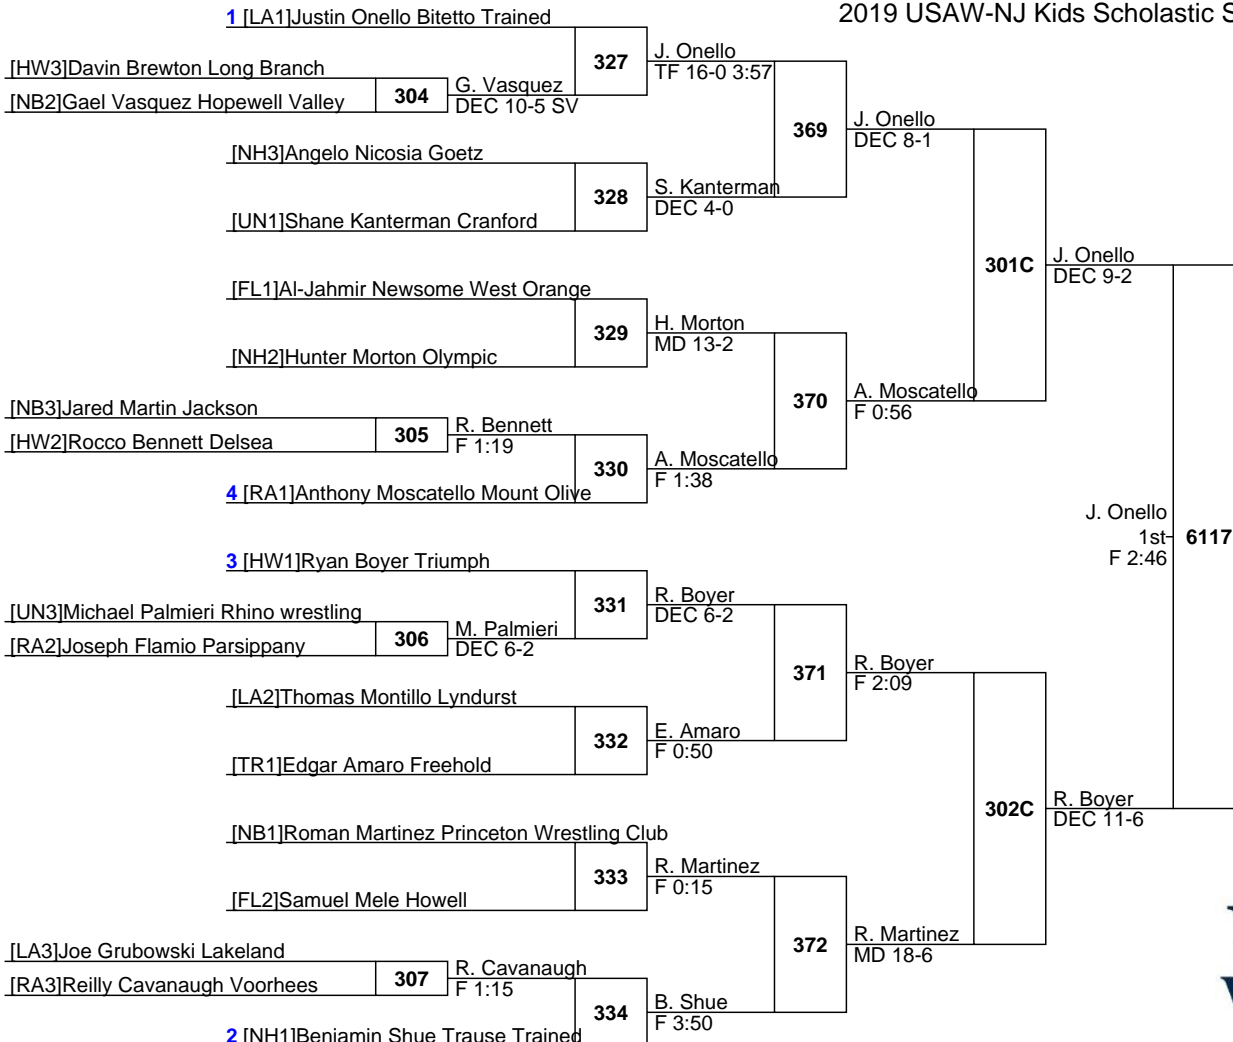 2019 USAW-NJ Kids Scholastic S
1 [LA1]Justin Onello Bitetto Trained
327
J. Onello
TF 16-0 3:57
[HW3]Davin Brewton Long Branch
304
G. Vasquez
DEC 10-5 SV
[NB2]Gael Vasquez Hopewell Valley
369
J. Onello
DEC 8-1
[NH3]Angelo Nicosia Goetz
328
S. Kanterman
DEC 4-0
[UN1]Shane Kanterman Cranford
301C
J. Onello
DEC 9-2
[FL1]Al-Jahmir Newsome West Orange
329
H. Morton
MD 13-2
[NH2]Hunter Morton Olympic
370
A. Moscatello
F 0:56
[NB3]Jared Martin Jackson
305
R. Bennett
F 1:19
[HW2]Rocco Bennett Delsea
330
A. Moscatello
F 1:38
4 [RA1]Anthony Moscatello Mount Olive
J. Onello
1st
F 2:46
6117
3 [HW1]Ryan Boyer Triumph
331
R. Boyer
DEC 6-2
[UN3]Michael Palmieri Rhino wrestling
306
M. Palmieri
DEC 6-2
[RA2]Joseph Flamio Parsippany
371
R. Boyer
F 2:09
[LA2]Thomas Montillo Lyndurst
332
E. Amaro
F 0:50
[TR1]Edgar Amaro Freehold
302C
R. Boyer
DEC 11-6
[NB1]Roman Martinez Princeton Wrestling Club
333
R. Martinez
F 0:15
[FL2]Samuel Mele Howell
372
R. Martinez
MD 18-6
[LA3]Joe Grubowski Lakeland
307
R. Cavanaugh
F 1:15
[RA3]Reilly Cavanaugh Voorhees
334
B. Shue
F 3:50
2 [NH1]Benjamin Shue Trause Trained